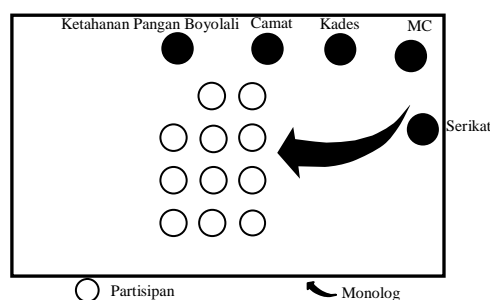 Ketahanan Pangan Boyolali Camat Kades MC
Serikat
Partisipan Monolog